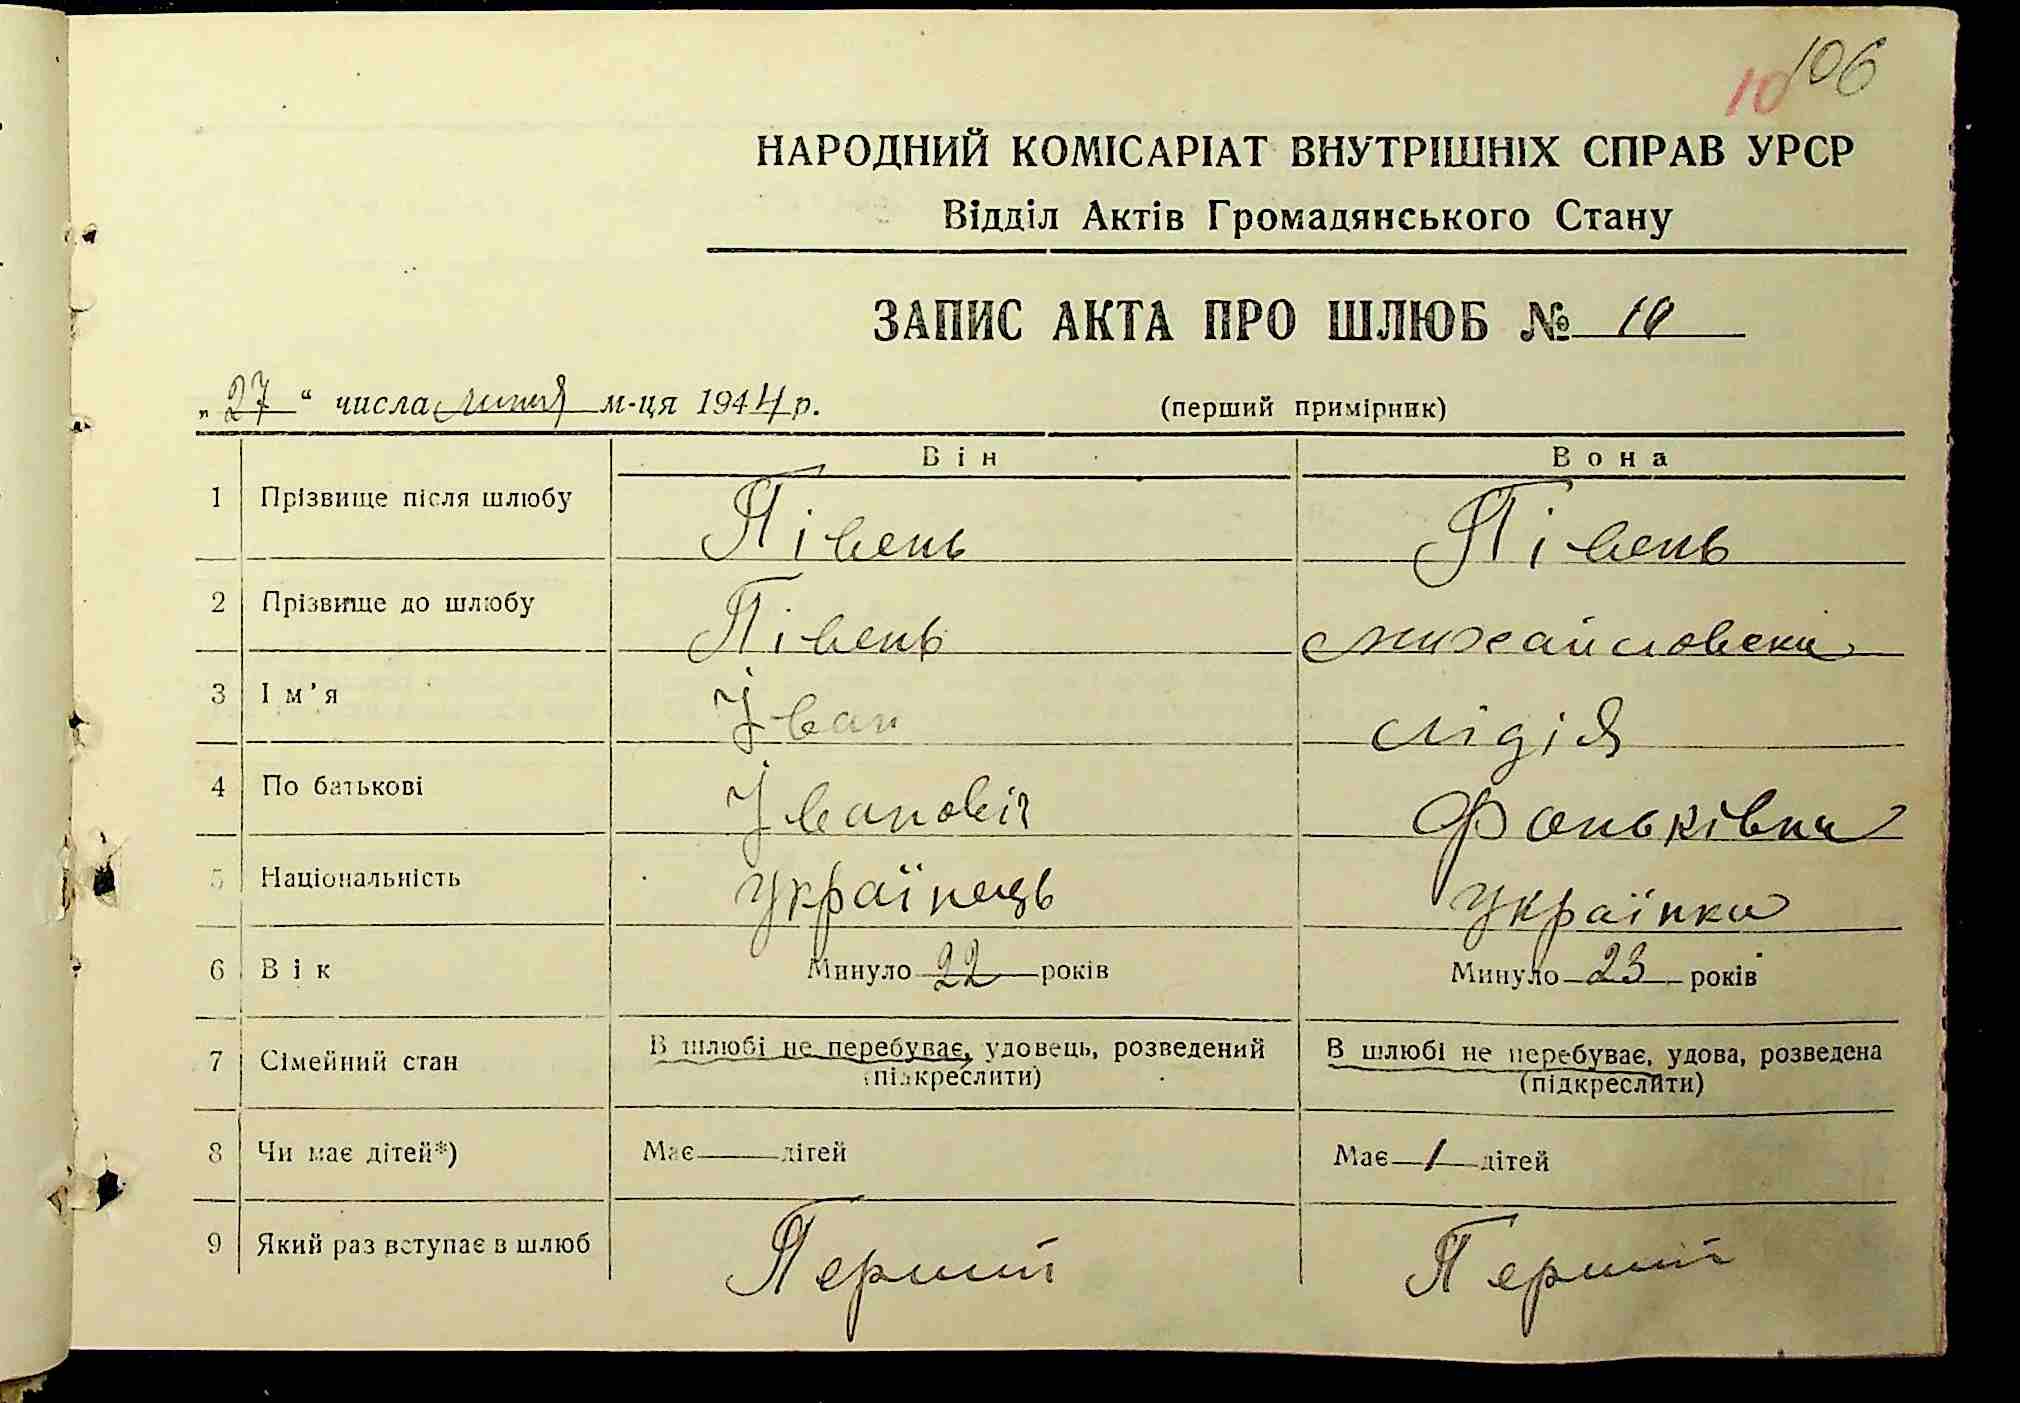 106
10
НАРОДНИЙ КОМІСАРІАТ ВНУТРІШНІХ СПРАВ УРСР
Відділ Актів Громадянського Стану
ЗАПИС АКТА ПРО ШЛЮБ № 10
„27“ числа липня м-ця 1944 р. (перший примірник)
Він Вона
1 Прізвище після шлюбу Півень Півень
2 Прізвище до шлюбу Півень Михайловська
3 Ім’я Іван Лідія
4 По батькові Івановіч Фоньківна
5 Національність Українець Українка
6 Вік Минуло 22 років Минуло 23 років
7 Сімейний стан В шлюбі не перебуває, удовець, розведений В шлюбі не перебуває, удова, розведена
(підкреслити) (підкреслити)
8 Чи має дітей*) Має — дітей Має 1 дітей
9 Який раз вступає в шлюб Перший Перший